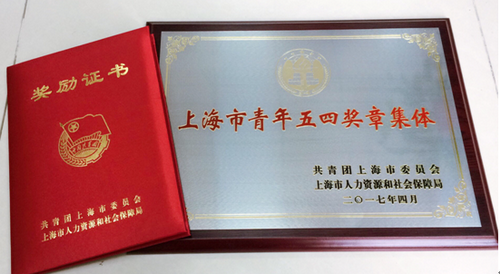 奖励证书
共青团上海市委员会
上海市人力资源和社会保障局
上海市青年五四奖章集体
共青团上海市委员会
上海市人力资源和社会保障局
二〇一七年四月